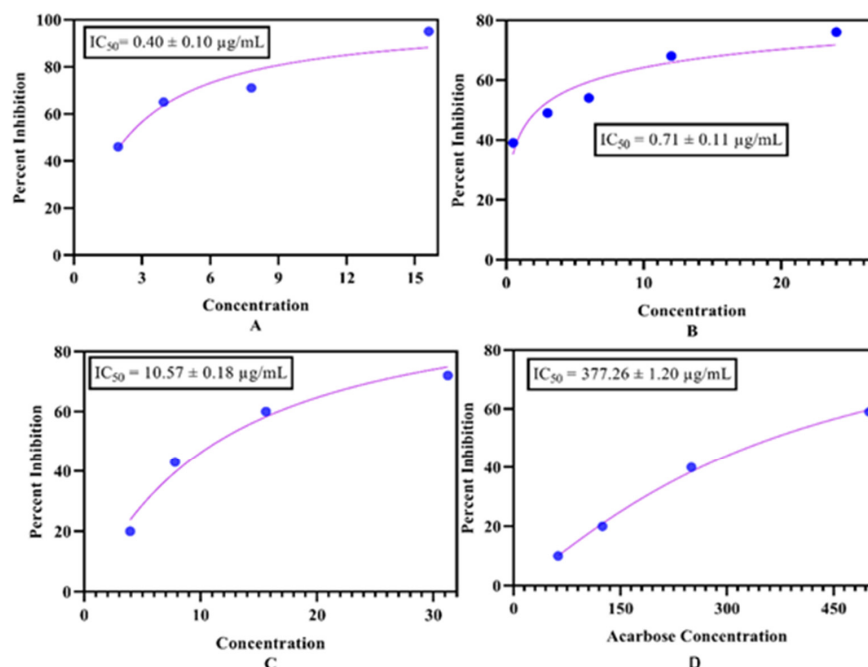 IC50= 0.40 ± 0.10 µg/mL
Percent Inhibition
100
80
60
40
20
0
0 3 6 9 12 15
Concentration
A
IC50 = 0.71 ± 0.11 µg/mL
Percent Inhibition
80
60
40
20
0
0 10 20
Concentration
B
IC50 = 10.57 ± 0.18 µg/mL
Percent Inhibition
80
60
40
20
0
0 10 20 30
Concentration
C
IC50 = 377.26 ± 1.20 µg/mL
Percent Inhibition
80
60
40
20
0
0 150 300 450
Acarbose Concentration
D